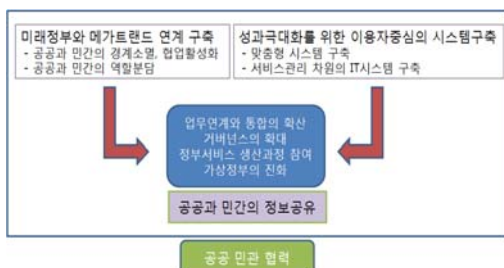 미래정부와 메가트랜드 연계 구축
- 공공과 민간의 경계소멸, 협업활성화
- 공공과 민간의 역할분담
성과극대화를 위한 이용자중심의 시스템구축
- 맞춤형 시스템 구축
- 서비스관리 차원의 IT시스템 구축
업무연계와 통합의 확산
거버넌스의 확대
정부서비스 생산과정 참여
가상정부의 진화
공공과 민간의 정보공유
공공 민관 협력